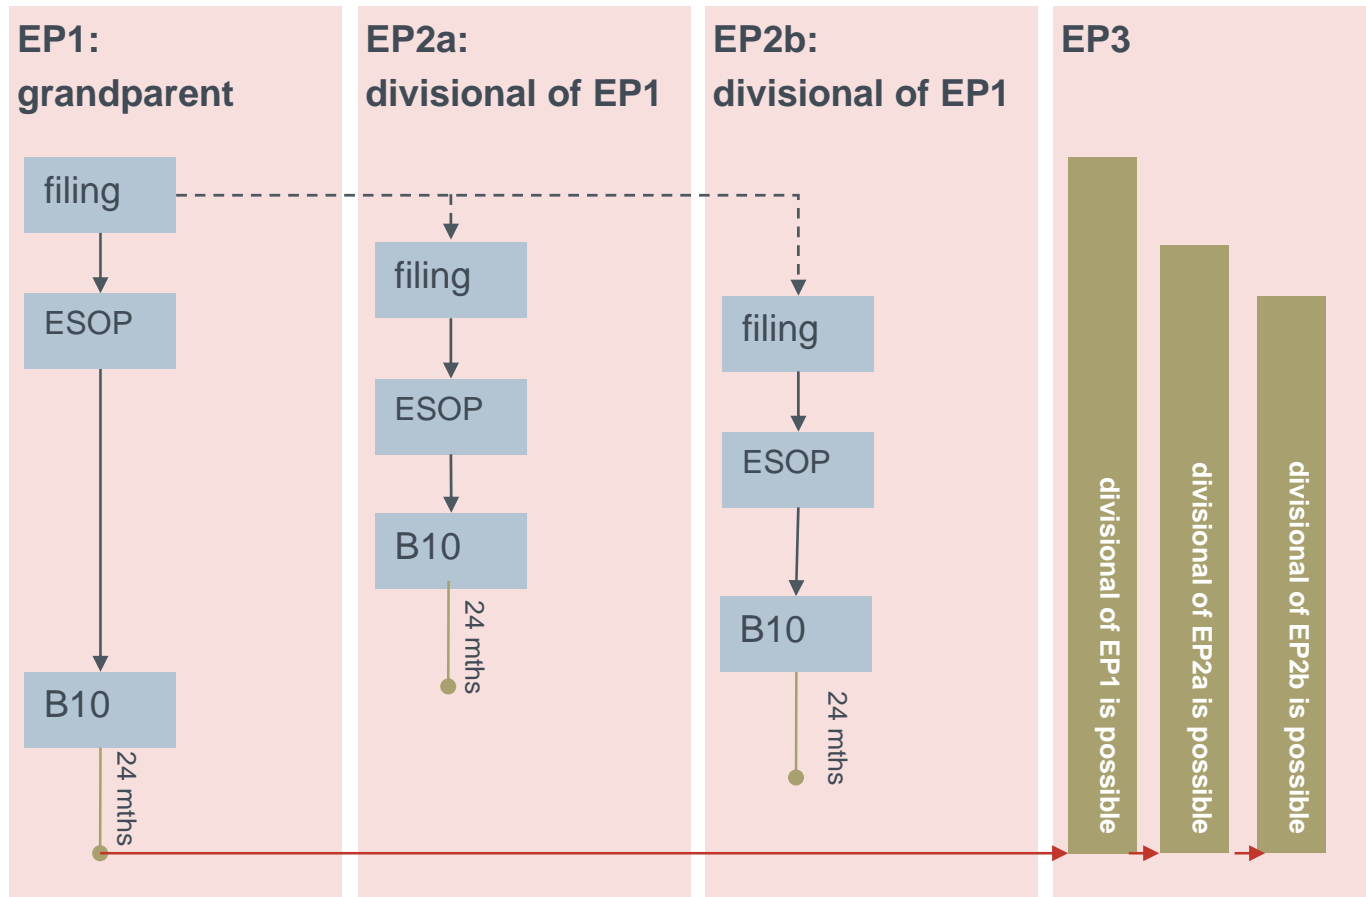 EP1:
grandparent
filing
ESOP
B10
24 mths
EP2a:
divisional of EP1
filing
ESOP
B10
24 mths
EP2b:
divisional of EP1
filing
ESOP
B10
24 mths
EP3
divisional of EP1 is possible
divisional of EP2a is possible
divisional of EP2b is possible